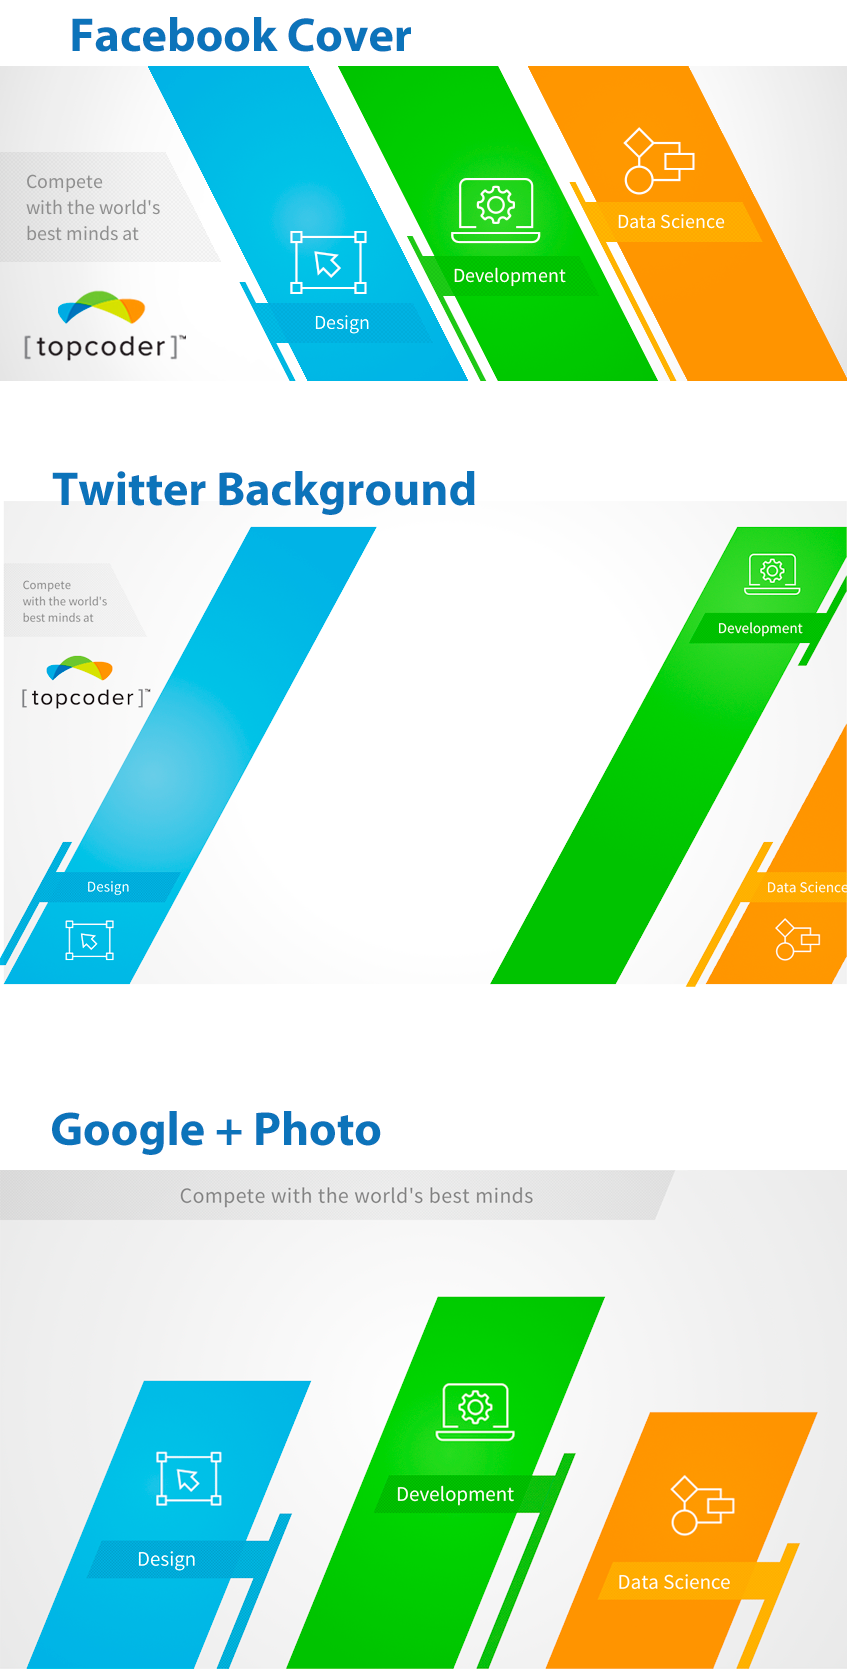 Facebook Cover
Compete
with the world's
best minds at
[topcoder]™
Data Science
Development
Design
Twitter Background
Compete
with the world's
best minds at
[topcoder]™
Development
Design
Data Science
Google + Photo
Compete with the world's best minds
Development
Design
Data Science